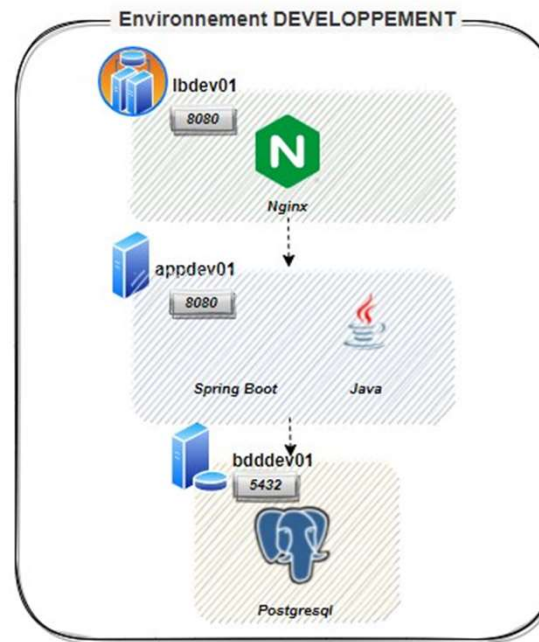 Environnement DEVELOPPEMENT
lbdev01
8080
N
Nginx
appdev01
8080
Spring Boot Java
bdddev01
5432
Postgresql